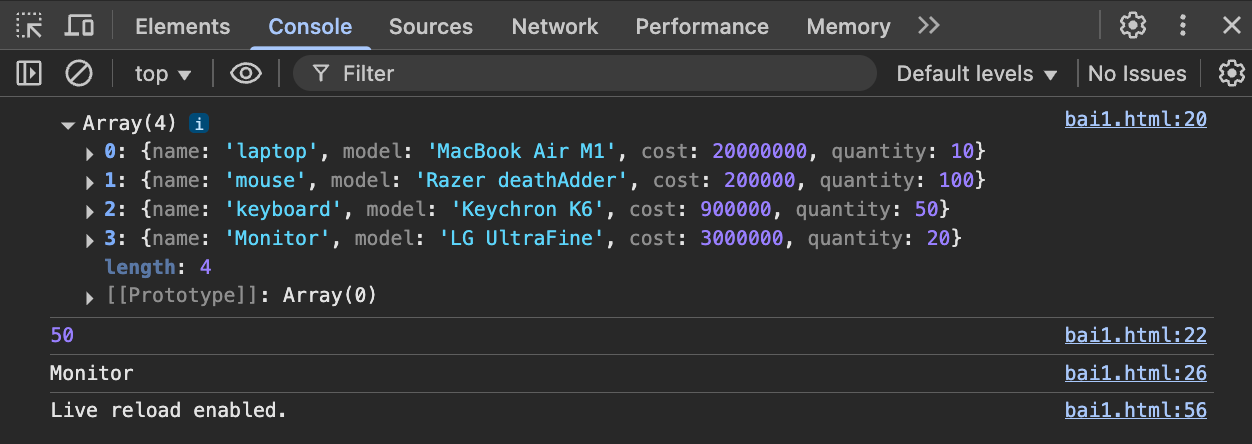 Elements Console Sources Network Performance Memory
top Filter Default levels No Issues
Array(4) i bai1.html:20
0: {name: 'laptop', model: 'MacBook Air M1', cost: 20000000, quantity: 10}
1: {name: 'mouse', model: 'Razer deathAdder', cost: 200000, quantity: 100}
2: {name: 'keyboard', model: 'Keychron K6', cost: 900000, quantity: 50}
3: {name: 'Monitor', model: 'LG UltraFine', cost: 3000000, quantity: 20}
length: 4
[[Prototype]]: Array(0)
50 bai1.html:22
Monitor bai1.html:26
Live reload enabled. bai1.html:56